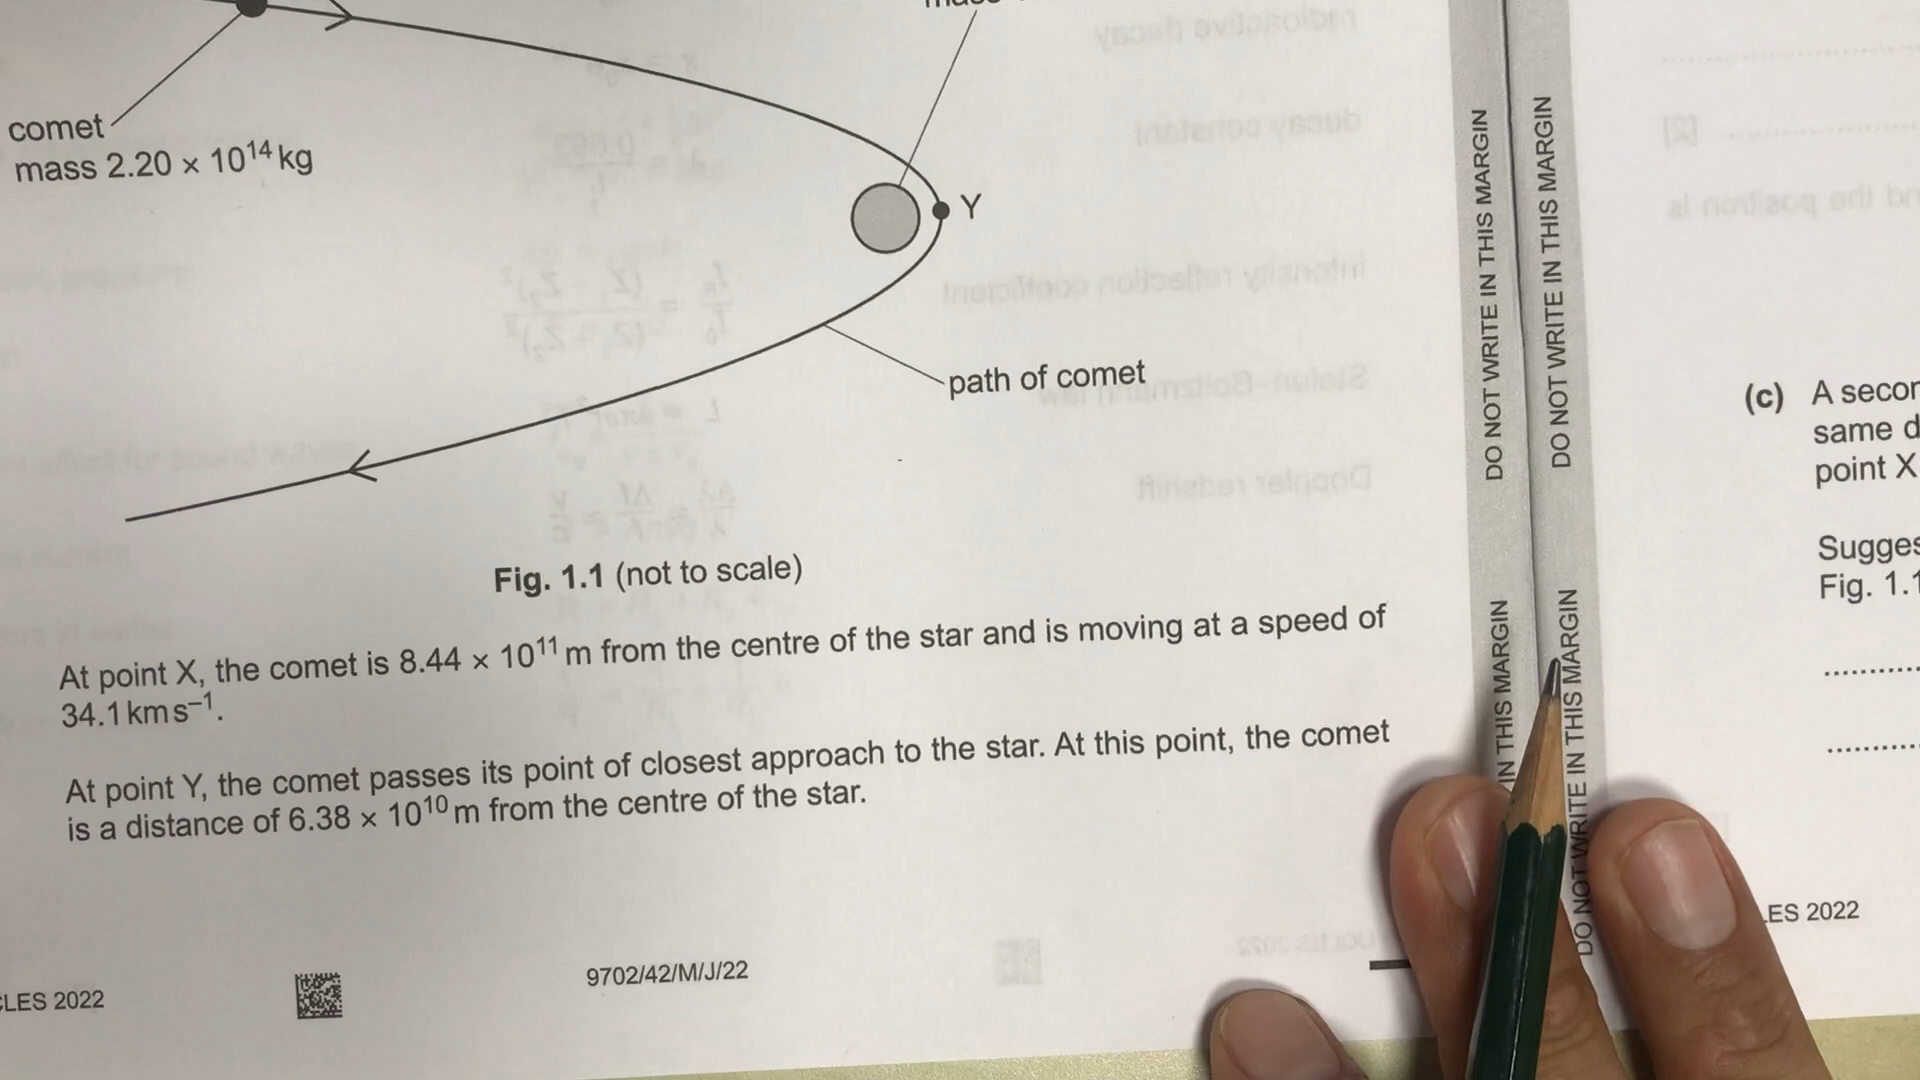 comet
mass 2.20 × 10¹⁴ kg
Y
path of comet
Fig. 1.1 (not to scale)
At point X, the comet is 8.44 × 10¹¹ m from the centre of the star and is moving at a speed of
34.1 km s⁻¹.
At point Y, the comet passes its point of closest approach to the star. At this point, the comet
is a distance of 6.38 × 10¹⁰ m from the centre of the star.
LES 2022
9702/42/M/J/22
DO NOT WRITE IN THIS MARGIN
IN THIS MARGIN
DO NOT WRITE IN THIS MARGIN
DO NOT WRITE IN THIS MARGIN
(c) A
same
point X
Fig. 1.1
ES 2022